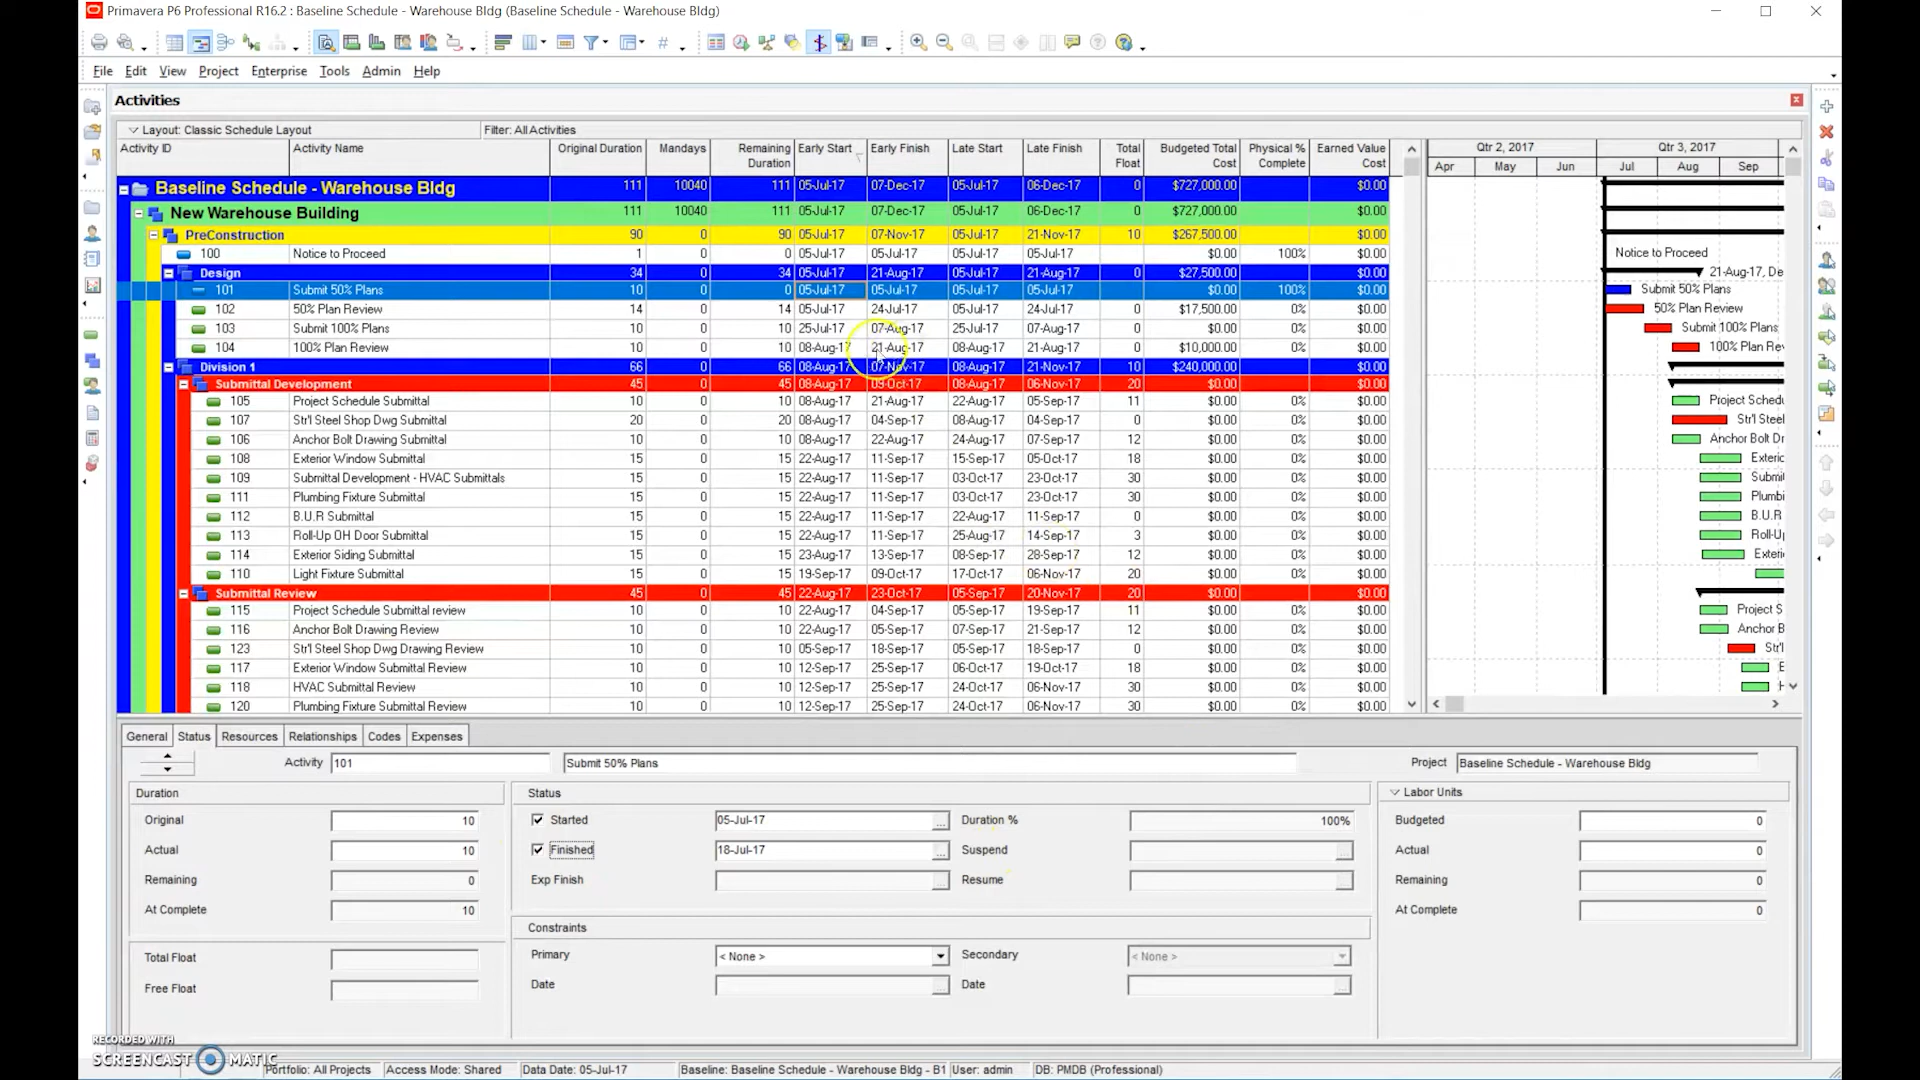 Primavera P6 Professional R16.2 : Baseline Schedule - Warehouse Bldg (Baseline Schedule - Warehouse Bldg)
File Edit View Project Enterprise Tools Admin Help
Activities
Layout: Classic Schedule Layout Filter: All Activities
Activity ID Activity Name Original Duration Mandays Remaining Duration Early Start Early Finish Late Start Late Finish Total Float Budgeted Total Cost Physical % Complete Earned Value Cost Qtr 2, 2017 Qtr 3, 2017
Apr May Jun Jul Aug Sep
Baseline Schedule - Warehouse Bldg 111 10040 111 05-Jul-17 07-Dec-17 05-Jul-17 06-Dec-17 0 $727,000.00 $0.00
New Warehouse Building 111 10040 111 05-Jul-17 07-Dec-17 05-Jul-17 06-Dec-17 0 $727,000.00 $0.00
PreConstruction 90 0 90 05-Jul-17 07-Nov-17 05-Jul-17 21-Nov-17 10 $267,500.00 $0.00
100 Notice to Proceed 1 0 1 05-Jul-17 05-Jul-17 05-Jul-17 05-Jul-17 0 $0.00 100% $0.00 Notice to Proceed
Design 34 0 34 05-Jul-17 21-Aug-17 05-Jul-17 21-Aug-17 0 $27,500.00 $0.00 21-Aug-17, De
101 Submit 50% Plans 10 0 0 05-Jul-17 05-Jul-17 05-Jul-17 05-Jul-17 $0.00 100% $0.00 Submit 50% Plans
102 50% Plan Review 14 0 14 05-Jul-17 24-Jul-17 05-Jul-17 24-Jul-17 0 $17,500.00 0% $0.00 50% Plan Review
103 Submit 100% Plans 10 0 10 25-Jul-17 07-Aug-17 25-Jul-17 07-Aug-17 0 $0.00 0% $0.00 Submit 100% Plans
104 100% Plan Review 10 0 10 08-Aug-17 21-Aug-17 08-Aug-17 21-Aug-17 0 $10,000.00 0% $0.00 100% Plan Rev
Division 1 66 0 66 08-Aug-17 07-Nov-17 08-Aug-17 21-Nov-17 10 $240,000.00 $0.00
Submittal Development 45 0 45 08-Aug-17 09-Oct-17 08-Aug-17 06-Nov-17 20 $0.00 $0.00
105 Project Schedule Submittal 10 0 10 08-Aug-17 21-Aug-17 22-Aug-17 05-Sep-17 11 $0.00 0% $0.00 Project Schedu
107 Str'l Steel Shop Dwg Submittal 20 0 20 08-Aug-17 04-Sep-17 08-Aug-17 04-Sep-17 0 $0.00 0% $0.00 Str'l Steel
106 Anchor Bolt Drawing Submittal 10 0 10 08-Aug-17 22-Aug-17 24-Aug-17 07-Sep-17 12 $0.00 0% $0.00 Anchor Bolt Dr
108 Exterior Window Submittal 15 0 15 22-Aug-17 11-Sep-17 15-Sep-17 05-Oct-17 18 $0.00 0% $0.00 Exteric
109 Submittal Development - HVAC Submittals 15 0 15 22-Aug-17 11-Sep-17 03-Oct-17 23-Oct-17 30 $0.00 0% $0.00 Submi
111 Plumbing Fixture Submittal 15 0 15 22-Aug-17 11-Sep-17 03-Oct-17 23-Oct-17 30 $0.00 0% $0.00 Plumbi
112 B.U.R Submittal 15 0 15 22-Aug-17 11-Sep-17 22-Aug-17 11-Sep-17 0 $0.00 0% $0.00 B.U.R
113 Roll-Up OH Door Submittal 15 0 15 22-Aug-17 11-Sep-17 25-Aug-17 14-Sep-17 3 $0.00 0% $0.00 Roll-U
114 Exterior Siding Submittal 15 0 15 23-Aug-17 13-Sep-17 08-Sep-17 28-Sep-17 12 $0.00 0% $0.00 Exteri
110 Light Fixture Submittal 15 0 15 19-Sep-17 09-Oct-17 17-Oct-17 06-Nov-17 20 $0.00 0% $0.00
Submittal Review 45 0 45 22-Aug-17 23-Oct-17 05-Sep-17 20-Nov-17 20 $0.00 $0.00
115 Project Schedule Submittal review 10 0 10 22-Aug-17 04-Sep-17 05-Sep-17 19-Sep-17 11 $0.00 0% $0.00 Project S
116 Anchor Bolt Drawing Review 10 0 10 22-Aug-17 05-Sep-17 07-Sep-17 21-Sep-17 12 $0.00 0% $0.00 Anchor B
123 Str'l Steel Shop Dwg Drawing Review 10 0 10 05-Sep-17 18-Sep-17 05-Sep-17 18-Sep-17 0 $0.00 0% $0.00 Str'l
117 Exterior Window Submittal Review 10 0 10 12-Sep-17 25-Sep-17 06-Oct-17 19-Oct-17 18 $0.00 0% $0.00 E
118 HVAC Submittal Review 10 0 10 12-Sep-17 25-Sep-17 24-Oct-17 06-Nov-17 30 $0.00 0% $0.00 H
120 Plumbing Fixture Submittal Review 10 0 10 12-Sep-17 25-Sep-17 24-Oct-17 06-Nov-17 30 $0.00 0% $0.00
General Status Resources Relationships Codes Expenses
Activity 101 Submit 50% Plans Project Baseline Schedule - Warehouse Bldg
Duration Status Labor Units
Original 10 Started 05-Jul-17 Duration % 100% Budgeted 0
Actual 10 Finished 18-Jul-17 Suspend Actual 0
Remaining 0 Exp Finish Resume Remaining 0
At Complete 10 At Complete 0
Constraints
Total Float Primary < None > Secondary < None >
Free Float Date Date
RECORDED WITH
SCREENCAST MATIC
Portfolio: All Projects Access Mode: Shared Data Date: 05-Jul-17 Baseline: Baseline Schedule - Warehouse Bldg - B1 User: admin DB: PMDB (Professional)